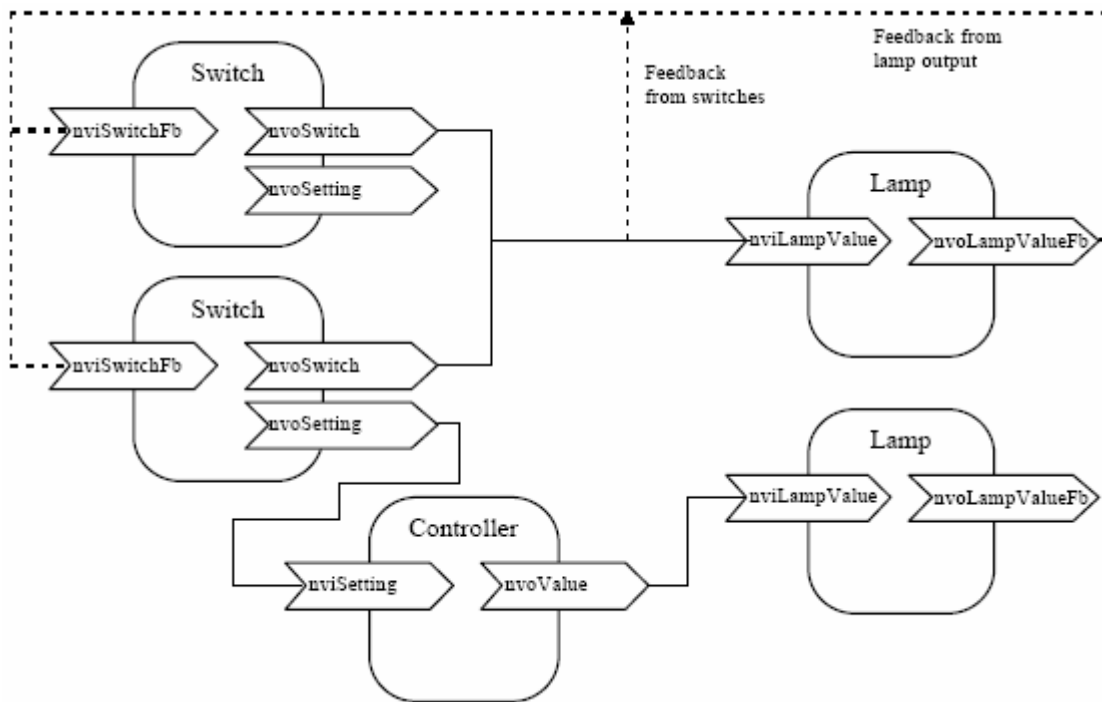 Feedback from
lamp output
Feedback
from switches
Switch
nviSwitchFb
nvoSwitch
nvoSetting
Lamp
nviLampValue
nvoLampValueFb
Switch
nviSwitchFb
nvoSwitch
nvoSetting
Lamp
nviLampValue
nvoLampValueFb
Controller
nviSetting
nvoValue